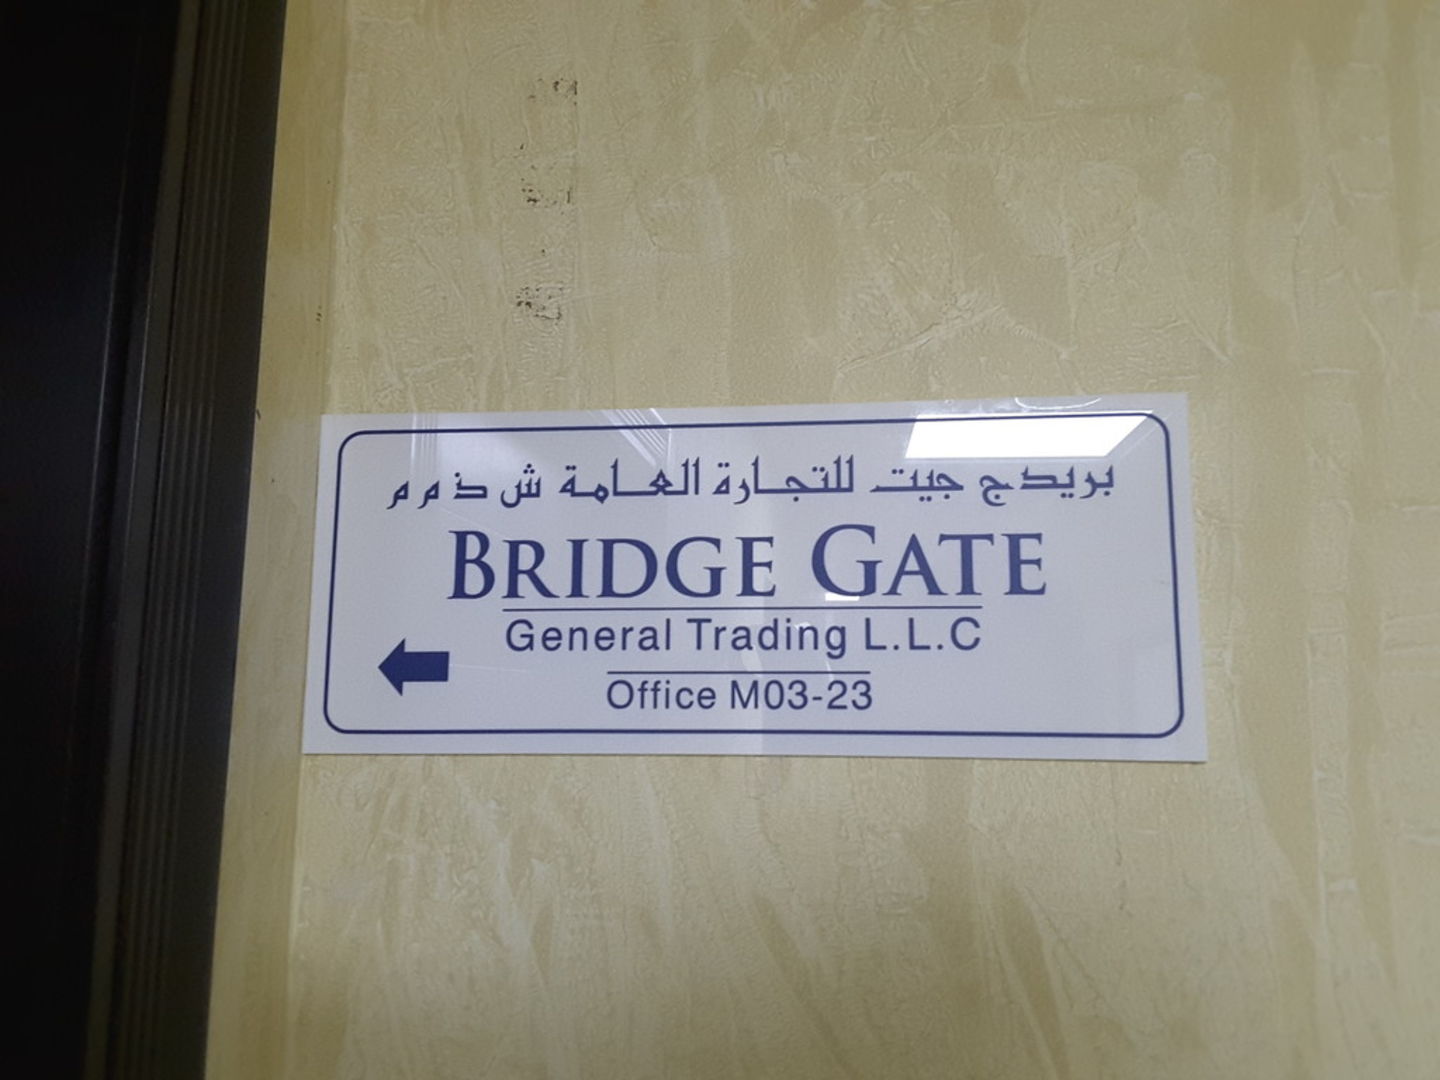 بريدج جيت للتجارة العامة ش ذ م م
BRIDGE GATE
General Trading L.L.C
Office M03-23